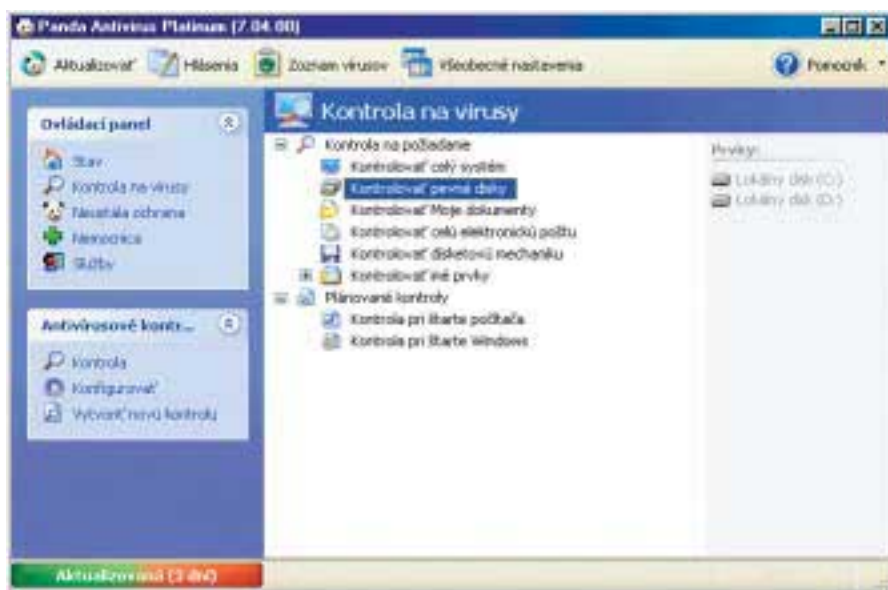 Panda Antivirus Platinum (7.04.00)
Aktualizovať Hlásenia Zoznam vírusov Všeobecné nastavenia Pomocník
Ovládací panel
Stav
Kontrola na vírusy
Neustála ochrana
Nemocnica
Služby
Antivírusové kontr...
Kontrola
Konfigurovať
Vytvoriť novú kontrolu
Kontrola na vírusy
Kontrola na požiadanie
Kontrolovať celý systém
Kontrolovať pevné disky
Kontrolovať Moje dokumenty
Kontrolovať celú elektronickú poštu
Kontrolovať disketovú mechaniku
Kontrolovať iné prvky
Plánované kontroly
Kontrola pri štarte počítača
Kontrola pri štarte Windows
Prvky:
Lokálny disk (C:)
Lokálny disk (D:)
Aktualizovaná (3 dní)